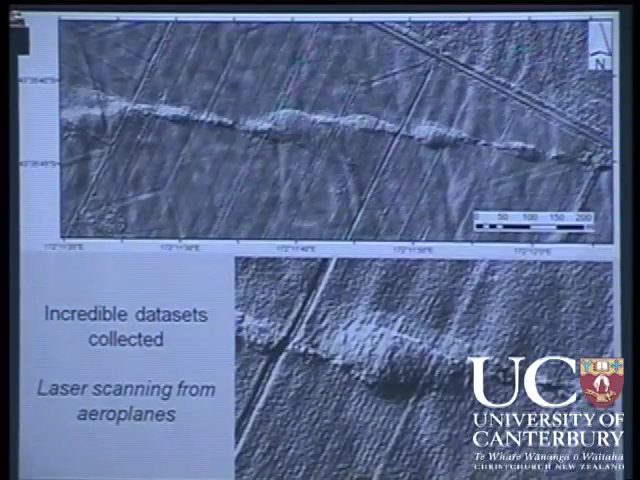 N
0 50 100 150 200
Incredible datasets
collected
Laser scanning from
aeroplanes
UC
UNIVERSITY OF
CANTERBURY
Te Whare Wānanga o Waitaha
CHRISTCHURCH NEW ZEALAND